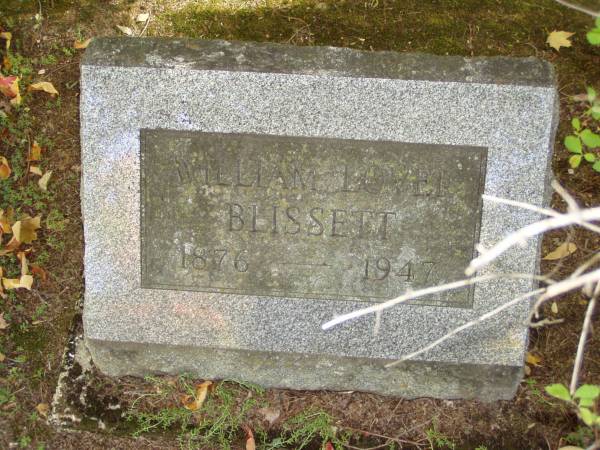 WILLIAM LOVEL
BLISSETT
1876 — 1947